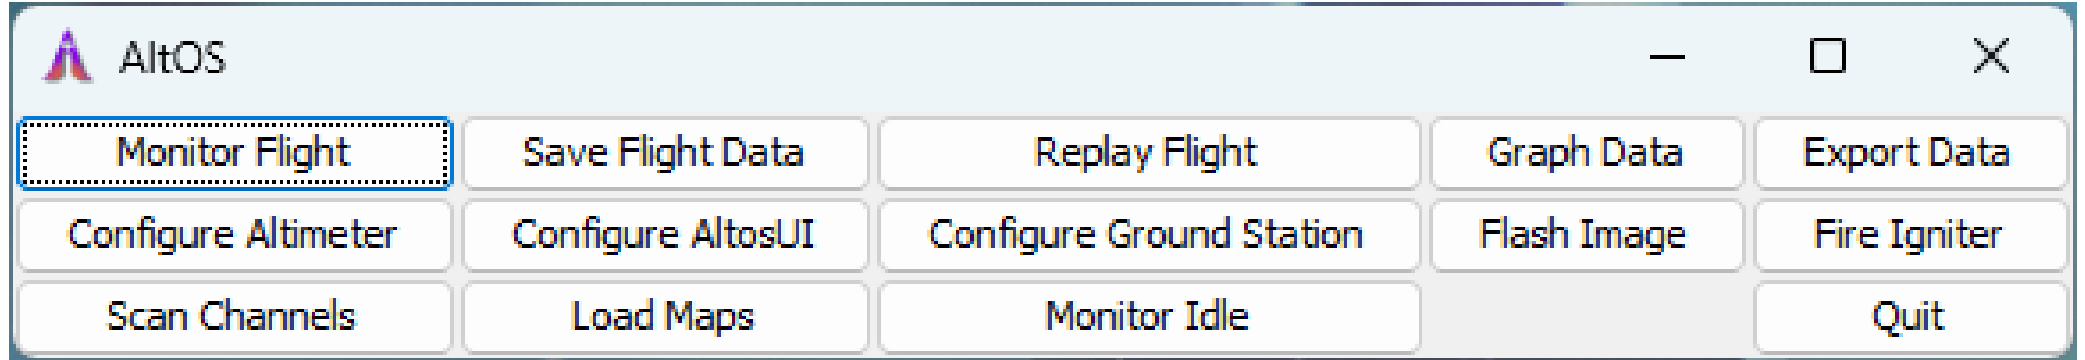 AltOS
Monitor Flight Save Flight Data Replay Flight Graph Data Export Data
Configure Altimeter Configure AltosUI Configure Ground Station Flash Image Fire Igniter
Scan Channels Load Maps Monitor Idle Quit